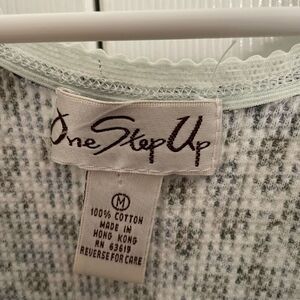 One Step Up
M
100% COTTON
MADE IN
HONG KONG
RN 63619
REVERSE FOR CARE